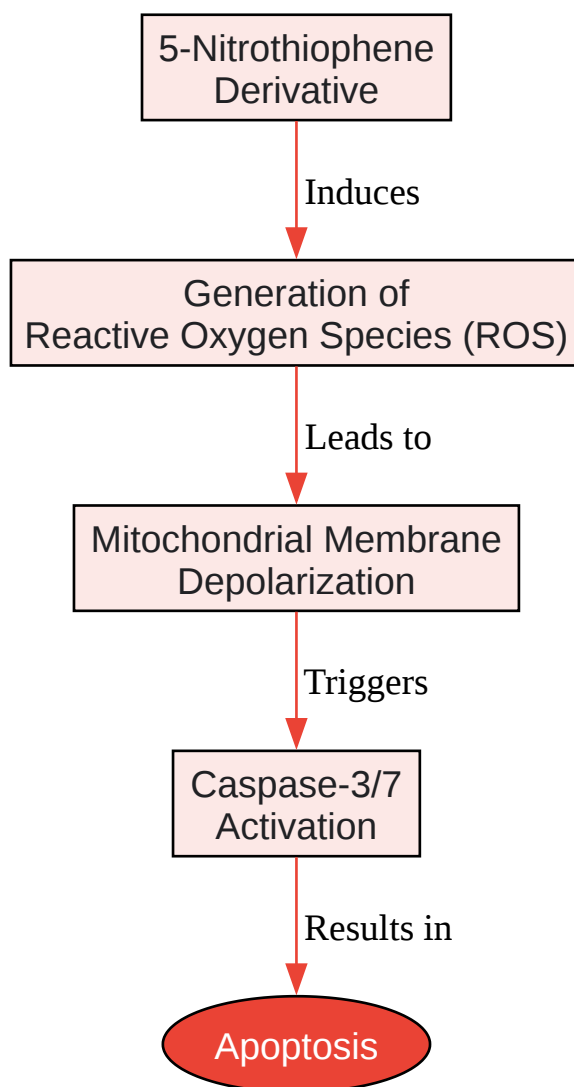 5-Nitrothiophene
Derivative
Induces
Generation of
Reactive Oxygen Species (ROS)
Leads to
Mitochondrial Membrane
Depolarization
Triggers
Caspase-3/7
Activation
Results in
Apoptosis